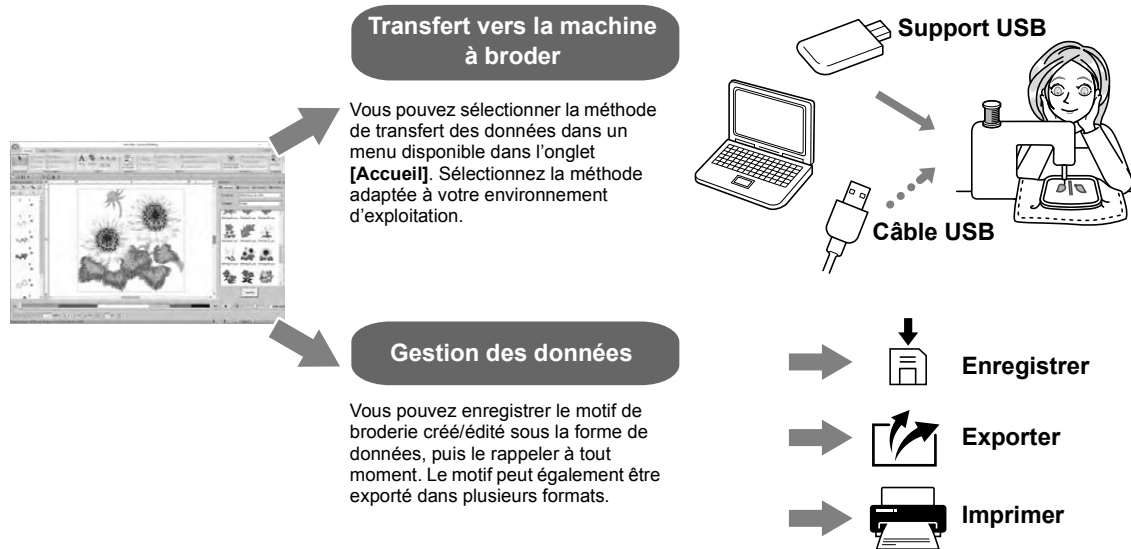 Transfert vers la machine
à broder
Vous pouvez sélectionner la méthode
de transfert des données dans un
menu disponible dans l'onglet
[Accueil]. Sélectionnez la méthode
adaptée à votre environnement
d'exploitation.
Support USB
Câble USB
Gestion des données
Vous pouvez enregistrer le motif de
broderie créé/édité sous la forme de
données, puis le rappeler à tout
moment. Le motif peut également être
exporté dans plusieurs formats.
Enregistrer
Exporter
Imprimer